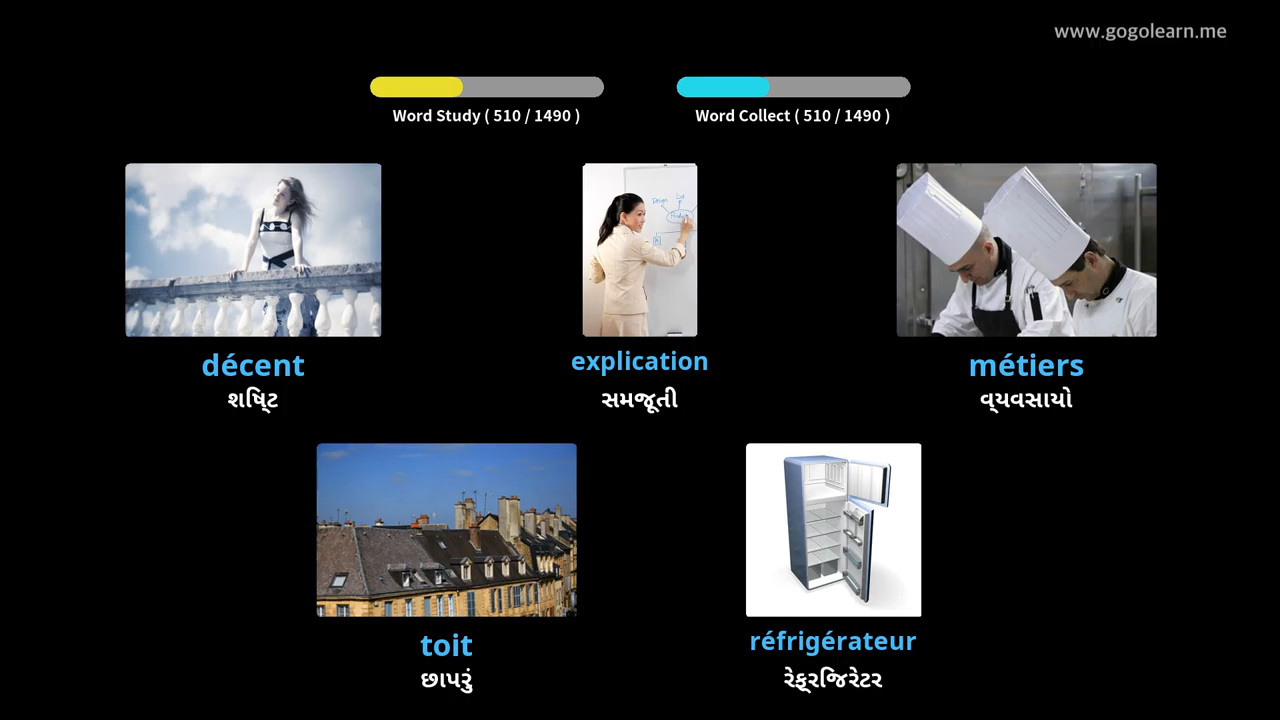 www.gogolearn.me
Word Study ( 510 / 1490 )
Word Collect ( 510 / 1490 )
décent
explication
métiers
શિષ્ટ
સમજૂતી
વ્યવસાયો
toit
réfrigérateur
છાપરું
રેફ્રિજરેટર